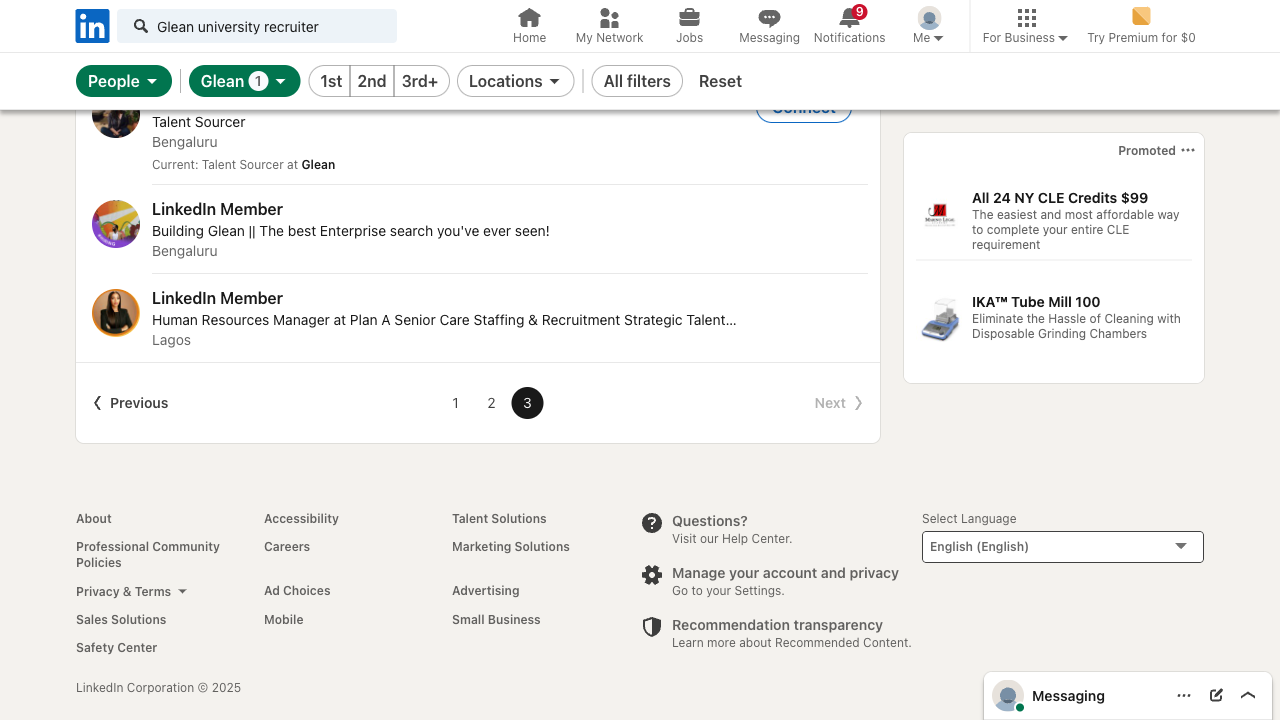 Glean university recruiter
Home
My Network
Jobs
Messaging
9
Notifications
Me
For Business
Try Premium for $0
People
Glean 1
1st
2nd
3rd+
Locations
All filters
Reset
Connect
Talent Sourcer
Bengaluru
Current: Talent Sourcer at Glean
LinkedIn Member
Building Glean || The best Enterprise search you've ever seen!
Bengaluru
LinkedIn Member
Human Resources Manager at Plan A Senior Care Staffing & Recruitment Strategic Talent…
Lagos
Previous
1
2
3
Next
Promoted
All 24 NY CLE Credits $99
The easiest and most affordable way
to complete your entire CLE
requirement
IKA™ Tube Mill 100
Eliminate the Hassle of Cleaning with
Disposable Grinding Chambers
About
Accessibility
Talent Solutions
Professional Community
Policies
Careers
Marketing Solutions
Privacy & Terms
Ad Choices
Advertising
Sales Solutions
Mobile
Small Business
Safety Center
Questions?
Visit our Help Center.
Manage your account and privacy
Go to your Settings.
Recommendation transparency
Learn more about Recommended Content.
Select Language
English (English)
LinkedIn Corporation © 2025
Messaging